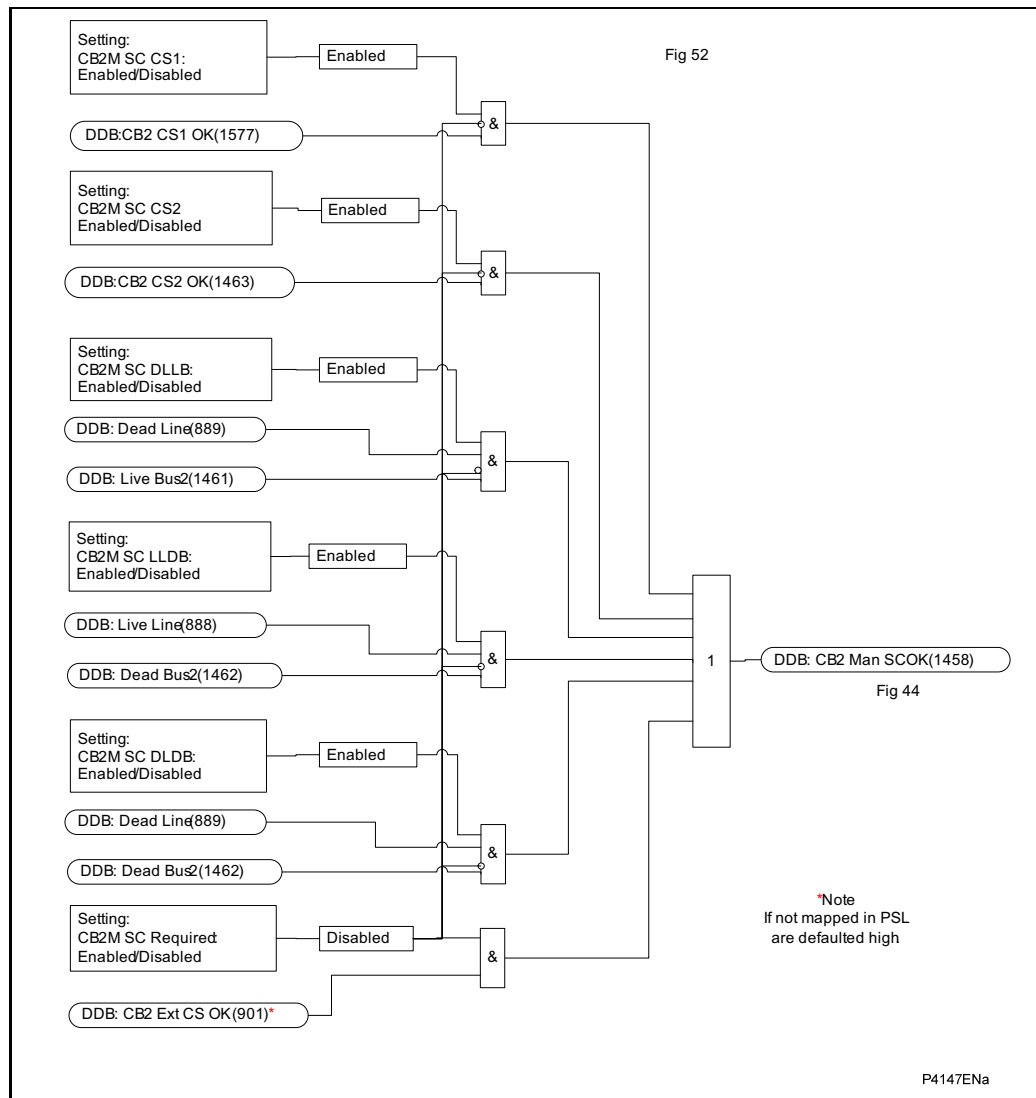 Setting:
CB2M SC CS1:
Enabled/Disabled
Enabled
Fig 52
&
DDB:CB2 CS1 OK(1577)
Setting:
CB2M SC CS2
Enabled/Disabled
Enabled
&
DDB:CB2 CS2 OK(1463)
Setting:
CB2M SC DLLB:
Enabled/Disabled
Enabled
DDB: Dead Line(889)
&
DDB: Live Bus2(1461)
Setting:
CB2M SC LLDB:
Enabled/Disabled
Enabled
DDB: Live Line(888)
&
DDB: Dead Bus2(1462)
1
DDB: CB2 Man SCOK(1458)
Fig 44
Setting:
CB2M SC DLDB:
Enabled/Disabled
Enabled
DDB: Dead Line(889)
&
DDB: Dead Bus2(1462)
*Note
If not mapped in PSL
are defaulted high
Setting:
CB2M SC Required:
Enabled/Disabled
Disabled
&
DDB: CB2 Ext CS OK(901)*
P4147ENa